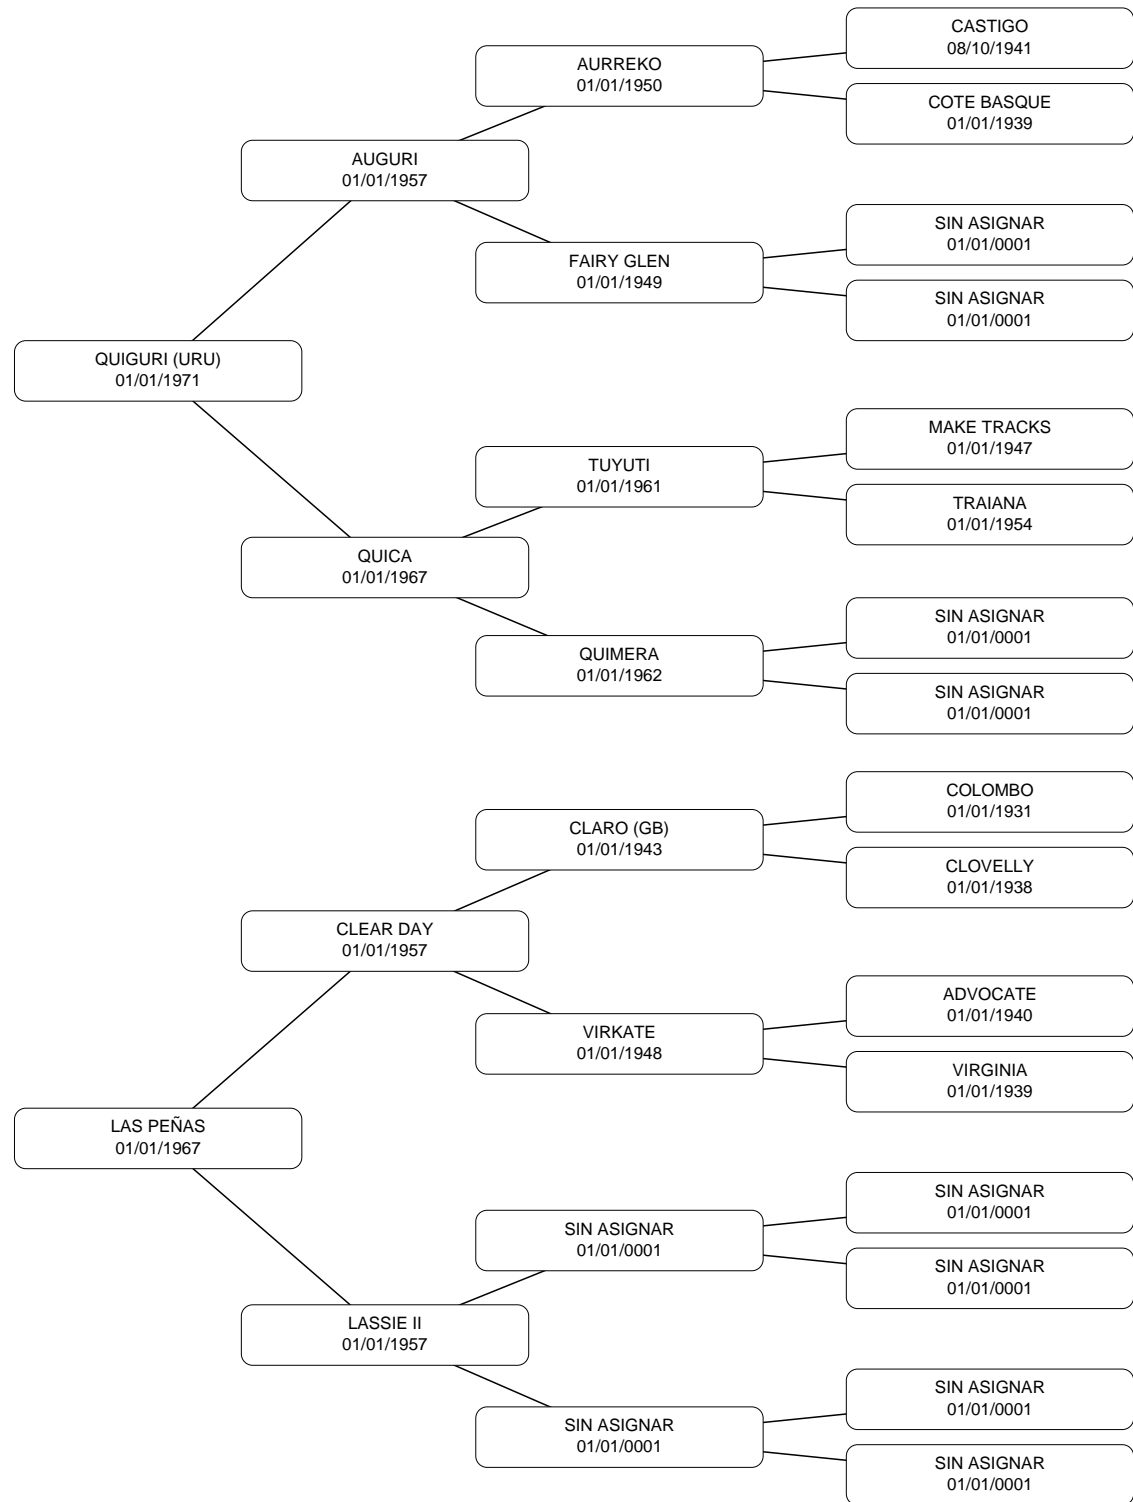 CASTIGO
08/10/1941
AURREKO
01/01/1950
COTE BASQUE
01/01/1939
AUGURI
01/01/1957
SIN ASIGNAR
01/01/0001
FAIRY GLEN
01/01/1949
SIN ASIGNAR
01/01/0001
QUIGURI (URU)
01/01/1971
MAKE TRACKS
01/01/1947
TUYUTI
01/01/1961
TRAIANA
01/01/1954
QUICA
01/01/1967
SIN ASIGNAR
01/01/0001
QUIMERA
01/01/1962
SIN ASIGNAR
01/01/0001
COLOMBO
01/01/1931
CLARO (GB)
01/01/1943
CLOVELLY
01/01/1938
CLEAR DAY
01/01/1957
ADVOCATE
01/01/1940
VIRKATE
01/01/1948
VIRGINIA
01/01/1939
LAS PEÑAS
01/01/1967
SIN ASIGNAR
01/01/0001
SIN ASIGNAR
01/01/0001
SIN ASIGNAR
01/01/0001
LASSIE II
01/01/1957
SIN ASIGNAR
01/01/0001
SIN ASIGNAR
01/01/0001
SIN ASIGNAR
01/01/0001